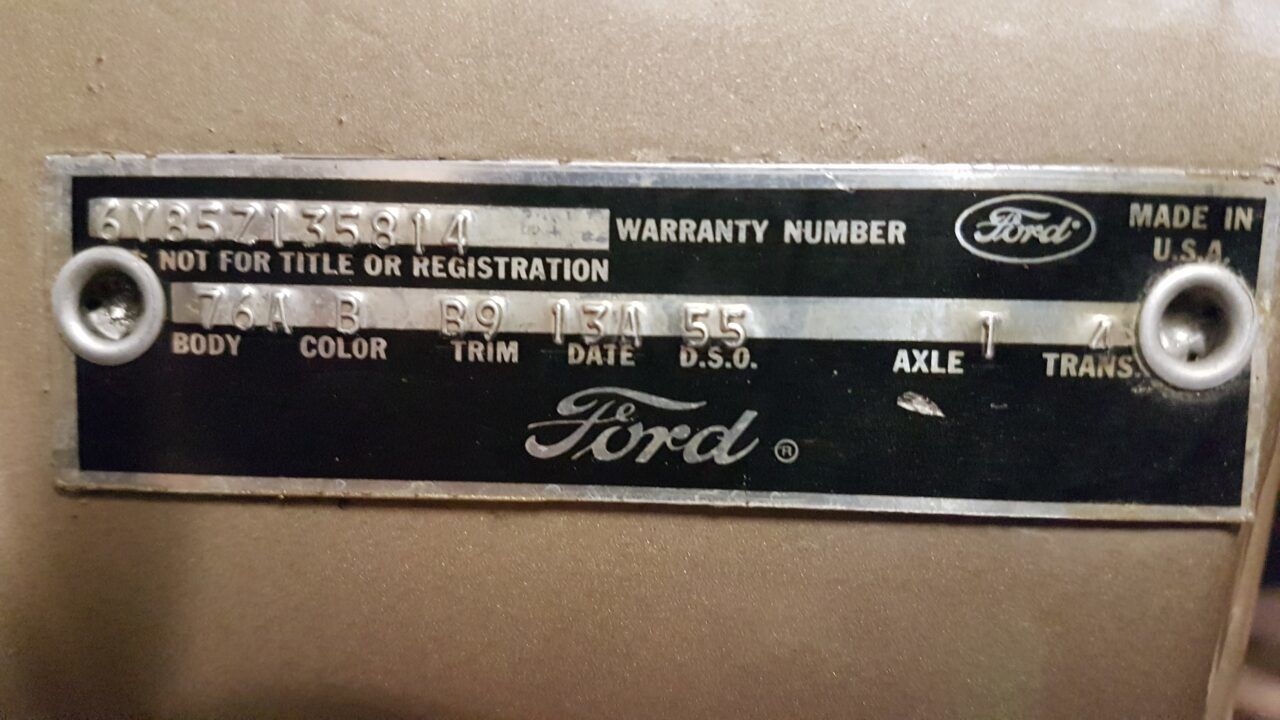 6Y85Z135814 WARRANTY NUMBER Ford MADE IN U.S.A.
NOT FOR TITLE OR REGISTRATION
76A B B9 13A 55 1 4
BODY COLOR TRIM DATE D.S.O. AXLE TRANS.
Ford ®